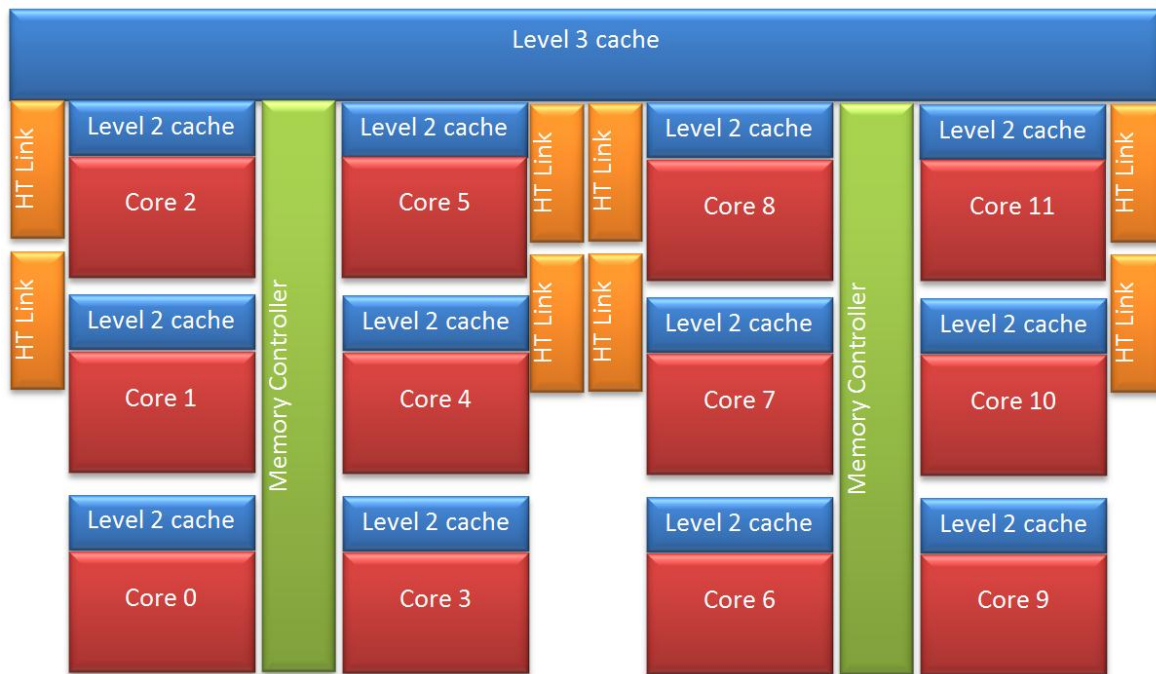 Level 3 cache
HT Link
Level 2 cache
Level 2 cache
HT Link
HT Link
Level 2 cache
Level 2 cache
HT Link
Core 2
Core 5
Core 8
Core 11
HT Link
Memory Controller
Level 2 cache
Level 2 cache
HT Link
HT Link
Level 2 cache
Memory Controller
Level 2 cache
HT Link
Core 1
Core 4
Core 7
Core 10
Level 2 cache
Level 2 cache
Level 2 cache
Level 2 cache
Core 0
Core 3
Core 6
Core 9